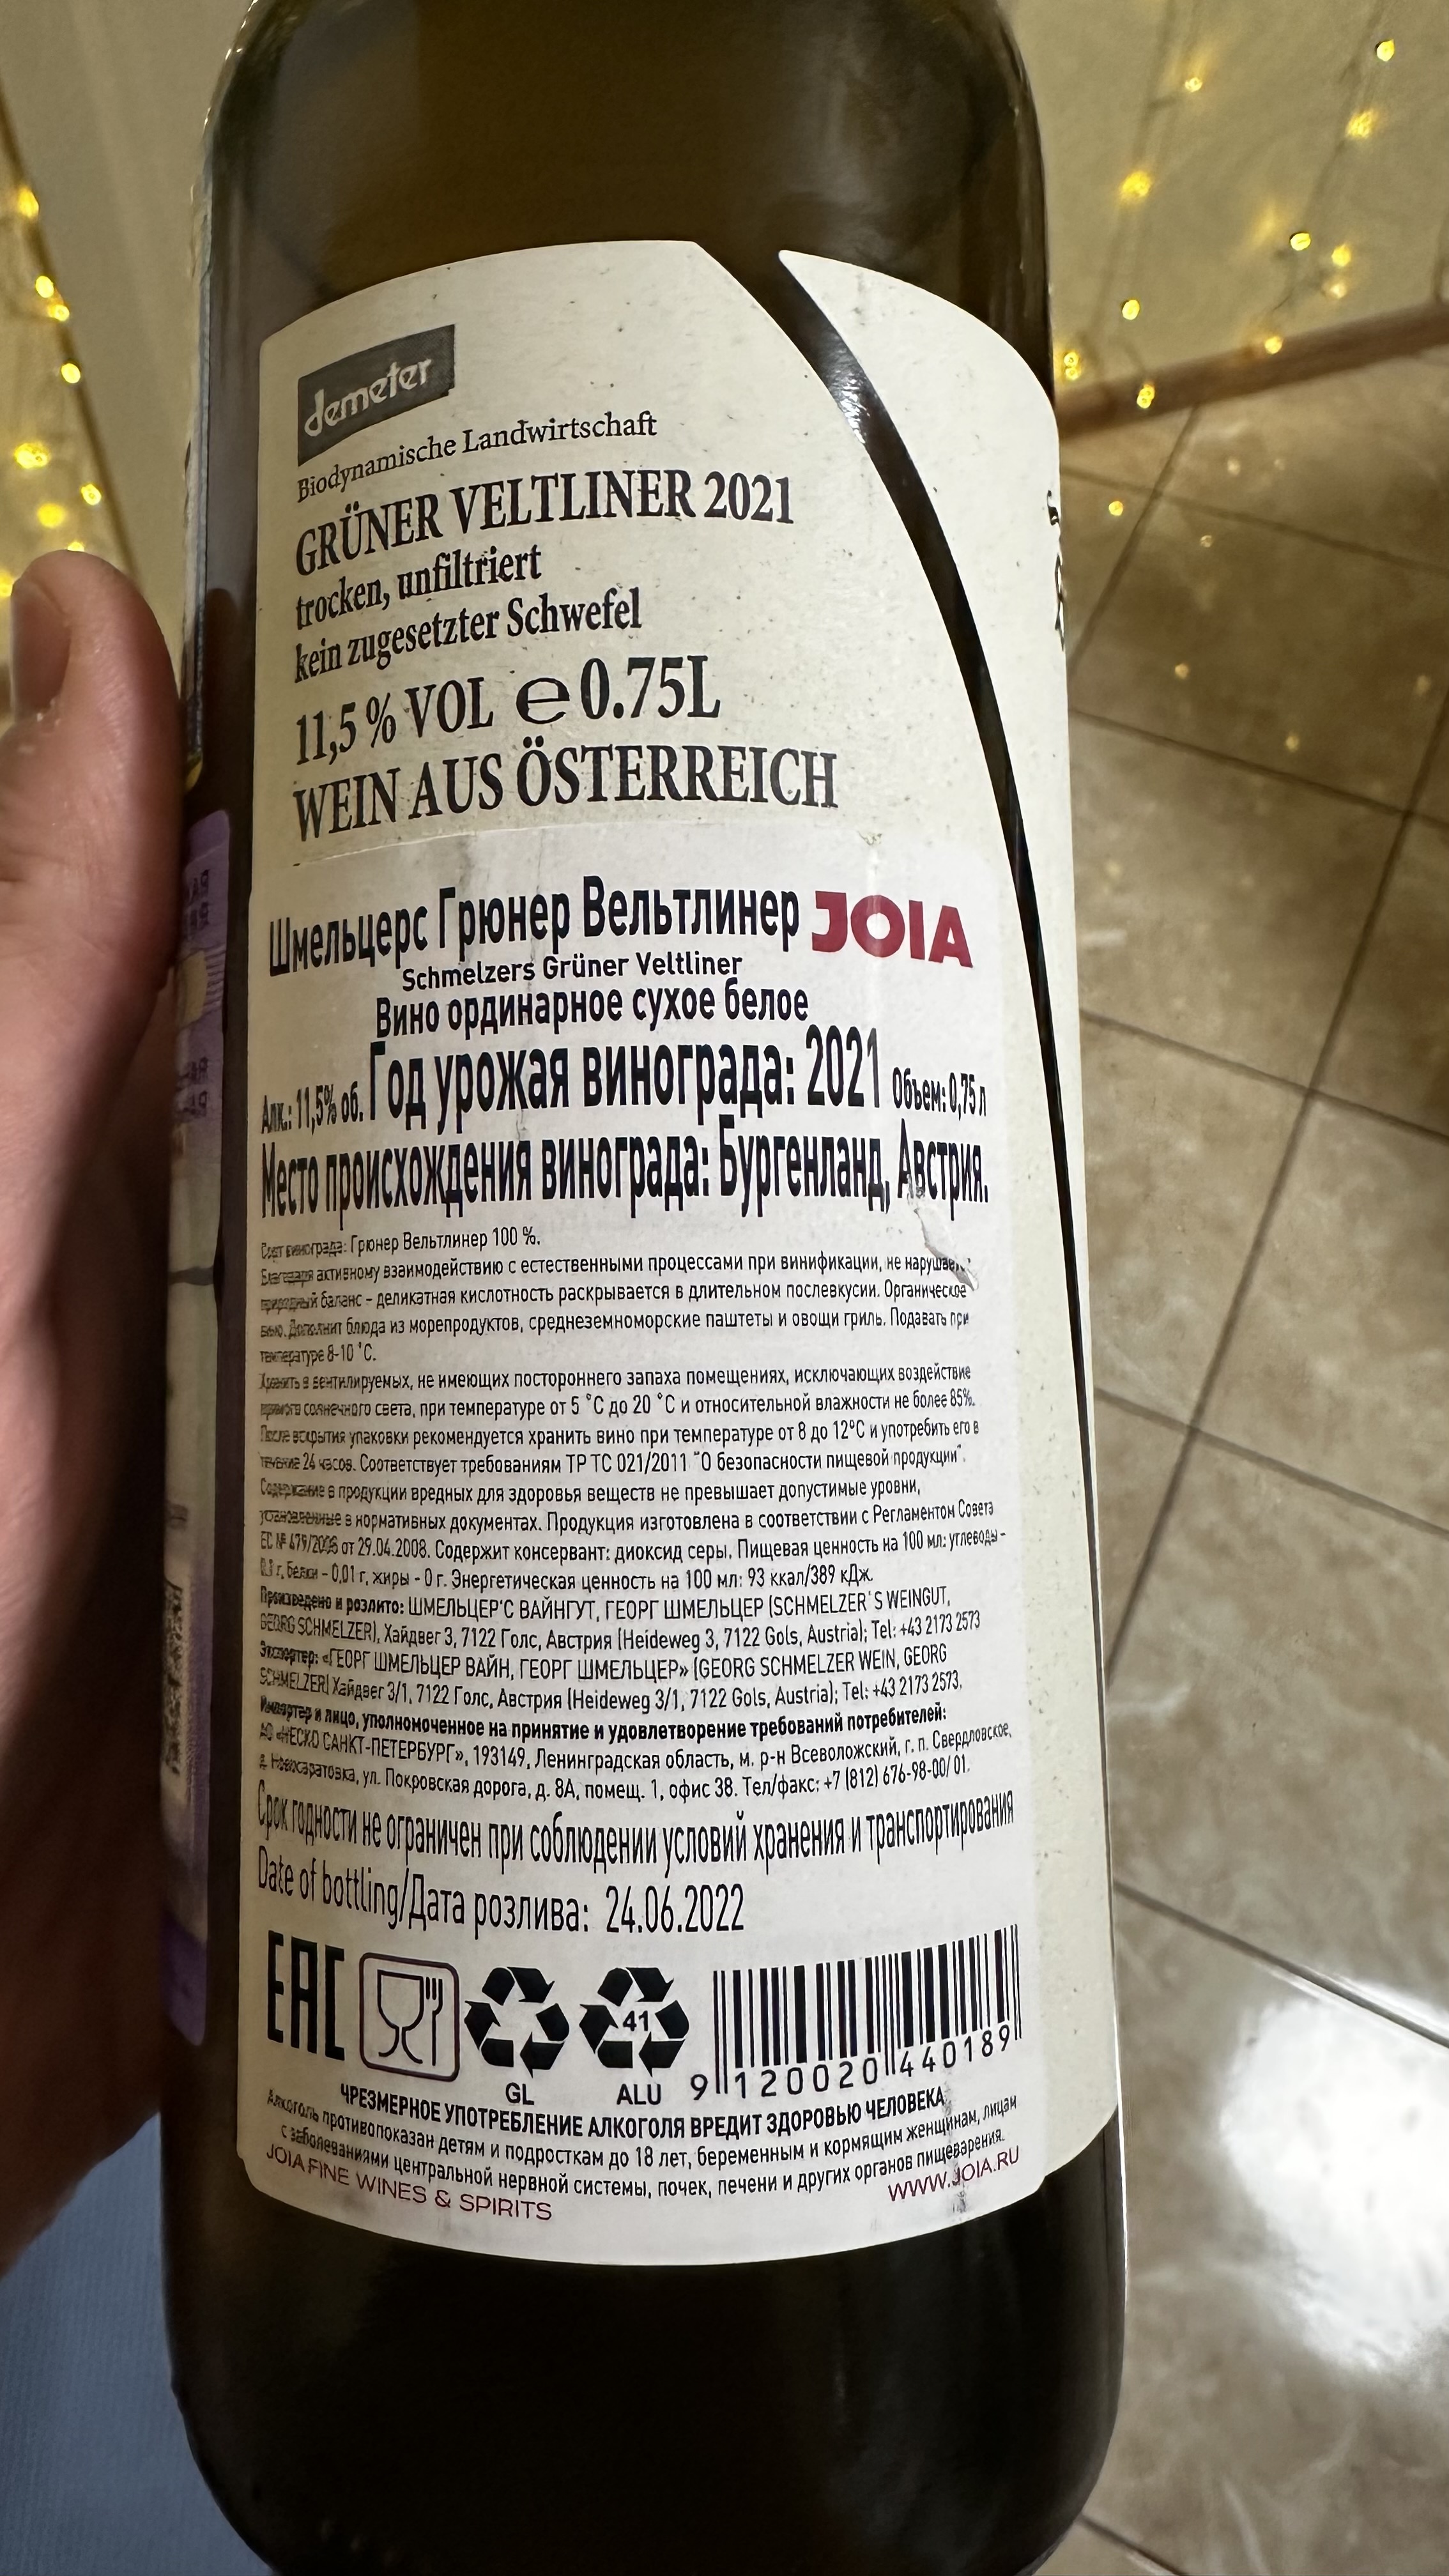 demeter
Biodynamische Landwirtschaft
GRÜNER VELTLINER 2021
trocken, unfiltriert
kein zugesetzter Schwefel
11,5 % VOL e 0.75L
WEIN AUS ÖSTERREICH
Шмельцерс Грюнер Вельтлинер JOIA
Schmelzers Grüner Veltliner
Вино ординарное сухое белое
Алк.: 11,5% об. Год урожая винограда: 2021 Объем: 0,75 л
Место происхождения винограда: Бургенланд, Австрия.
Сорт винограда: Грюнер Вельтлинер 100 %.
Благодаря активному взаимодействию с естественными процессами при винификации, не нарушается
природный баланс – деликатная кислотность раскрывается в длительном послевкусии. Органическое
вино. Дополнит блюда из морепродуктов, среднеземноморские паштеты и овощи гриль. Подавать при
температуре 8-10 °C.
Хранить в вентилируемых, не имеющих постороннего запаха помещениях, исключающих воздействие
прямого солнечного света, при температуре от 5 °C до 20 °C и относительной влажности не более 85%.
После вскрытия упаковки рекомендуется хранить вино при температуре от 8 до 12°C и употребить его в
течение 24 часов. Соответствует требованиям ТР ТС 021/2011 "О безопасности пищевой продукции".
Содержание в продукции вредных для здоровья веществ не превышает допустимые уровни,
установленные в нормативных документах. Продукция изготовлена в соответствии с Регламентом Совета
ЕС № 479/2008 от 29.04.2008. Содержит консервант: диоксид серы. Пищевая ценность на 100 мл: углеводы –
0,3 г, белки – 0,01 г, жиры - 0 г. Энергетическая ценность на 100 мл: 93 ккал/389 кДж.
Произведено и розлито: ШМЕЛЬЦЕР'С ВАЙНГУТ, ГЕОРГ ШМЕЛЬЦЕР (SCHMELZER'S WEINGUT,
GEORG SCHMELZER), Хайдвег 3, 7122 Голс, Австрия (Heideweg 3, 7122 Gols, Austria); Tel: +43 2173 2573
Экспортер: «ГЕОРГ ШМЕЛЬЦЕР ВАЙН, ГЕОРГ ШМЕЛЬЦЕР» (GEORG SCHMELZER WEIN, GEORG
SCHMELZER) Хайдвег 3/1, 7122 Голс, Австрия (Heideweg 3/1, 7122 Gols, Austria); Tel: +43 2173 2573.
Импортер и лицо, уполномоченное на принятие и удовлетворение требований потребителей:
АО «НЕСКО САНКТ-ПЕТЕРБУРГ», 193149, Ленинградская область, м. р-н Всеволожский, г. п. Свердловское,
д. Новосаратовка, ул. Покровская дорога, д. 8А, помещ. 1, офис 38. Тел/факс: +7 (812) 676-98-00/ 01.
Срок годности не ограничен при соблюдении условий хранения и транспортирования
Date of bottling/Дата розлива: 24.06.2022
EAC
GL
41
ALU
9 120020 440189
ЧРЕЗМЕРНОЕ УПОТРЕБЛЕНИЕ АЛКОГОЛЯ ВРЕДИТ ЗДОРОВЬЮ ЧЕЛОВЕКА
Алкоголь противопоказан детям и подросткам до 18 лет, беременным и кормящим женщинам, лицам
с заболеваниями центральной нервной системы, почек, печени и других органов пищеварения.
JOIA FINE WINES & SPIRITS
WWW.JOIA.RU